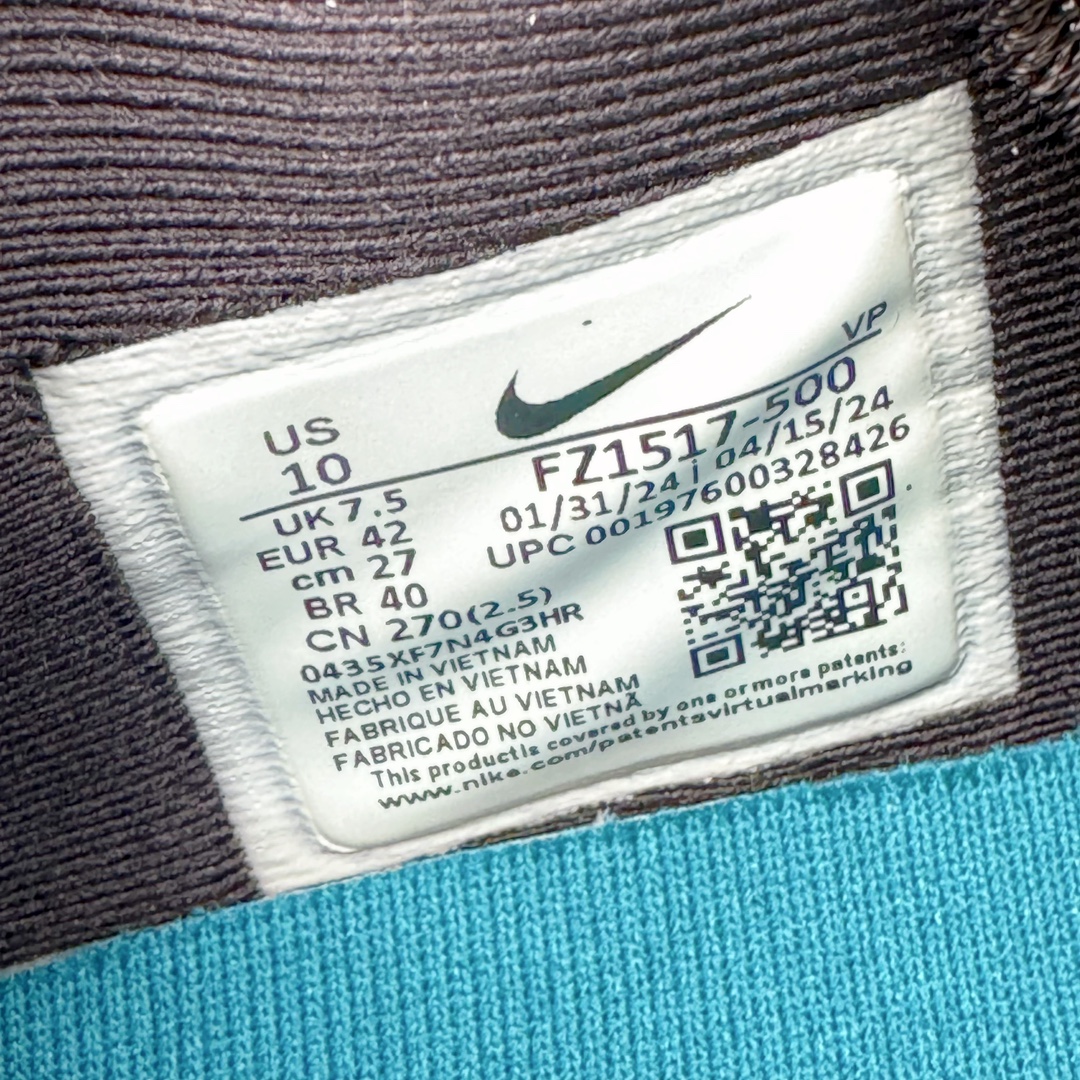 US
10
UK 7.5
EUR 42
cm 27
BR 40
CN 270(2.5)
0435XF7N4G3HR
MADE IN VIETNAM
HECHO EN VIETNAM
FABRIQUE AU VIETNAM
FABRICADO NO VIETNÃ
This productis covered by one or more patents:
www.nike.com/patentsvirtualmarking
VP
FZ1517-500
01/31/24 i 04/15/24
UPC 00197600328426